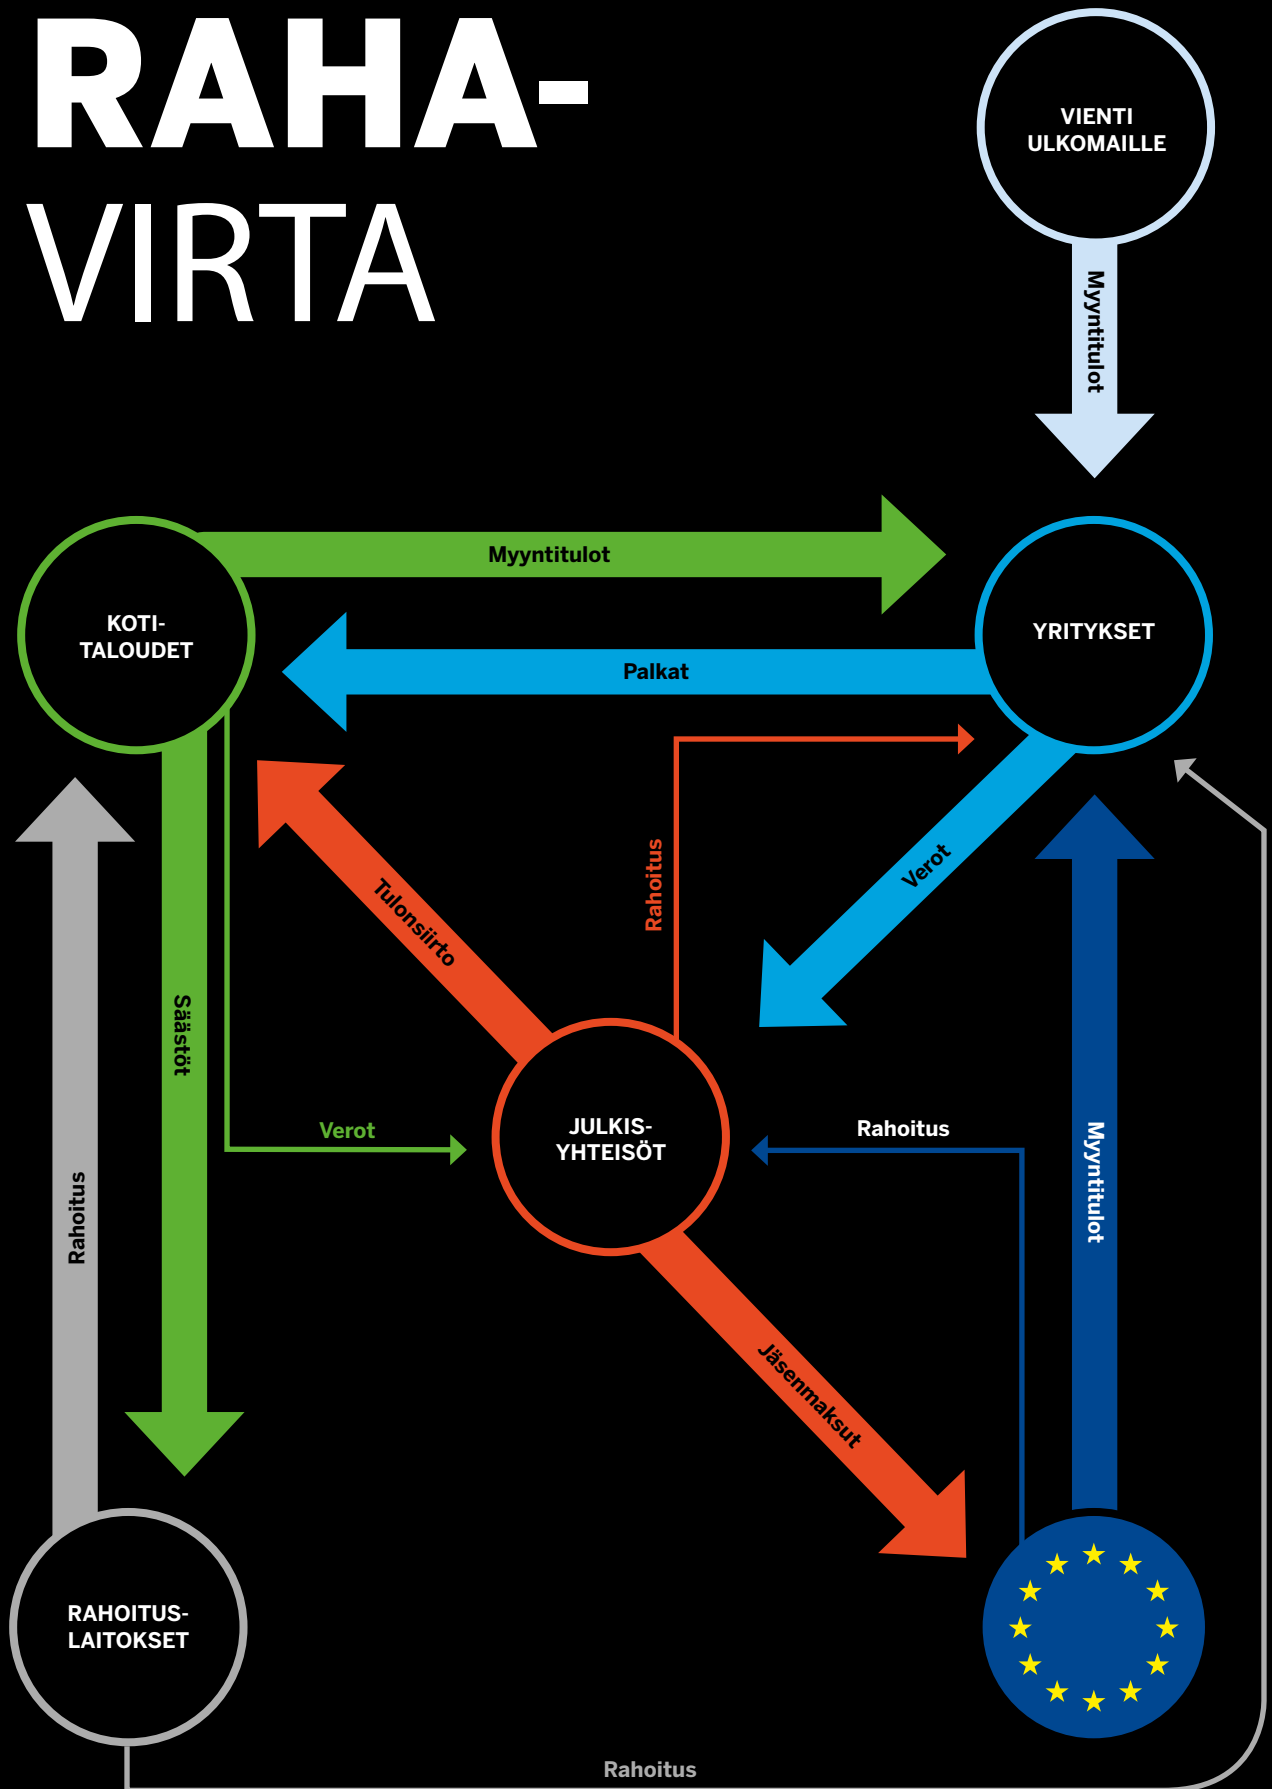 RAHA-
VIRTA
VIENTI
ULKOMAILLE
Myyntitulot
Myyntitulot
KOTI-
TALOUDET
YRITYKSET
Palkat
Rahoitus
Verot
Tulonsiirto
Säästöt
Verot
JULKIS-
YHTEISÖT
Rahoitus
Myyntitulot
Rahoitus
Jäsenmaksut
RAHOITUS-
LAITOKSET
Rahoitus